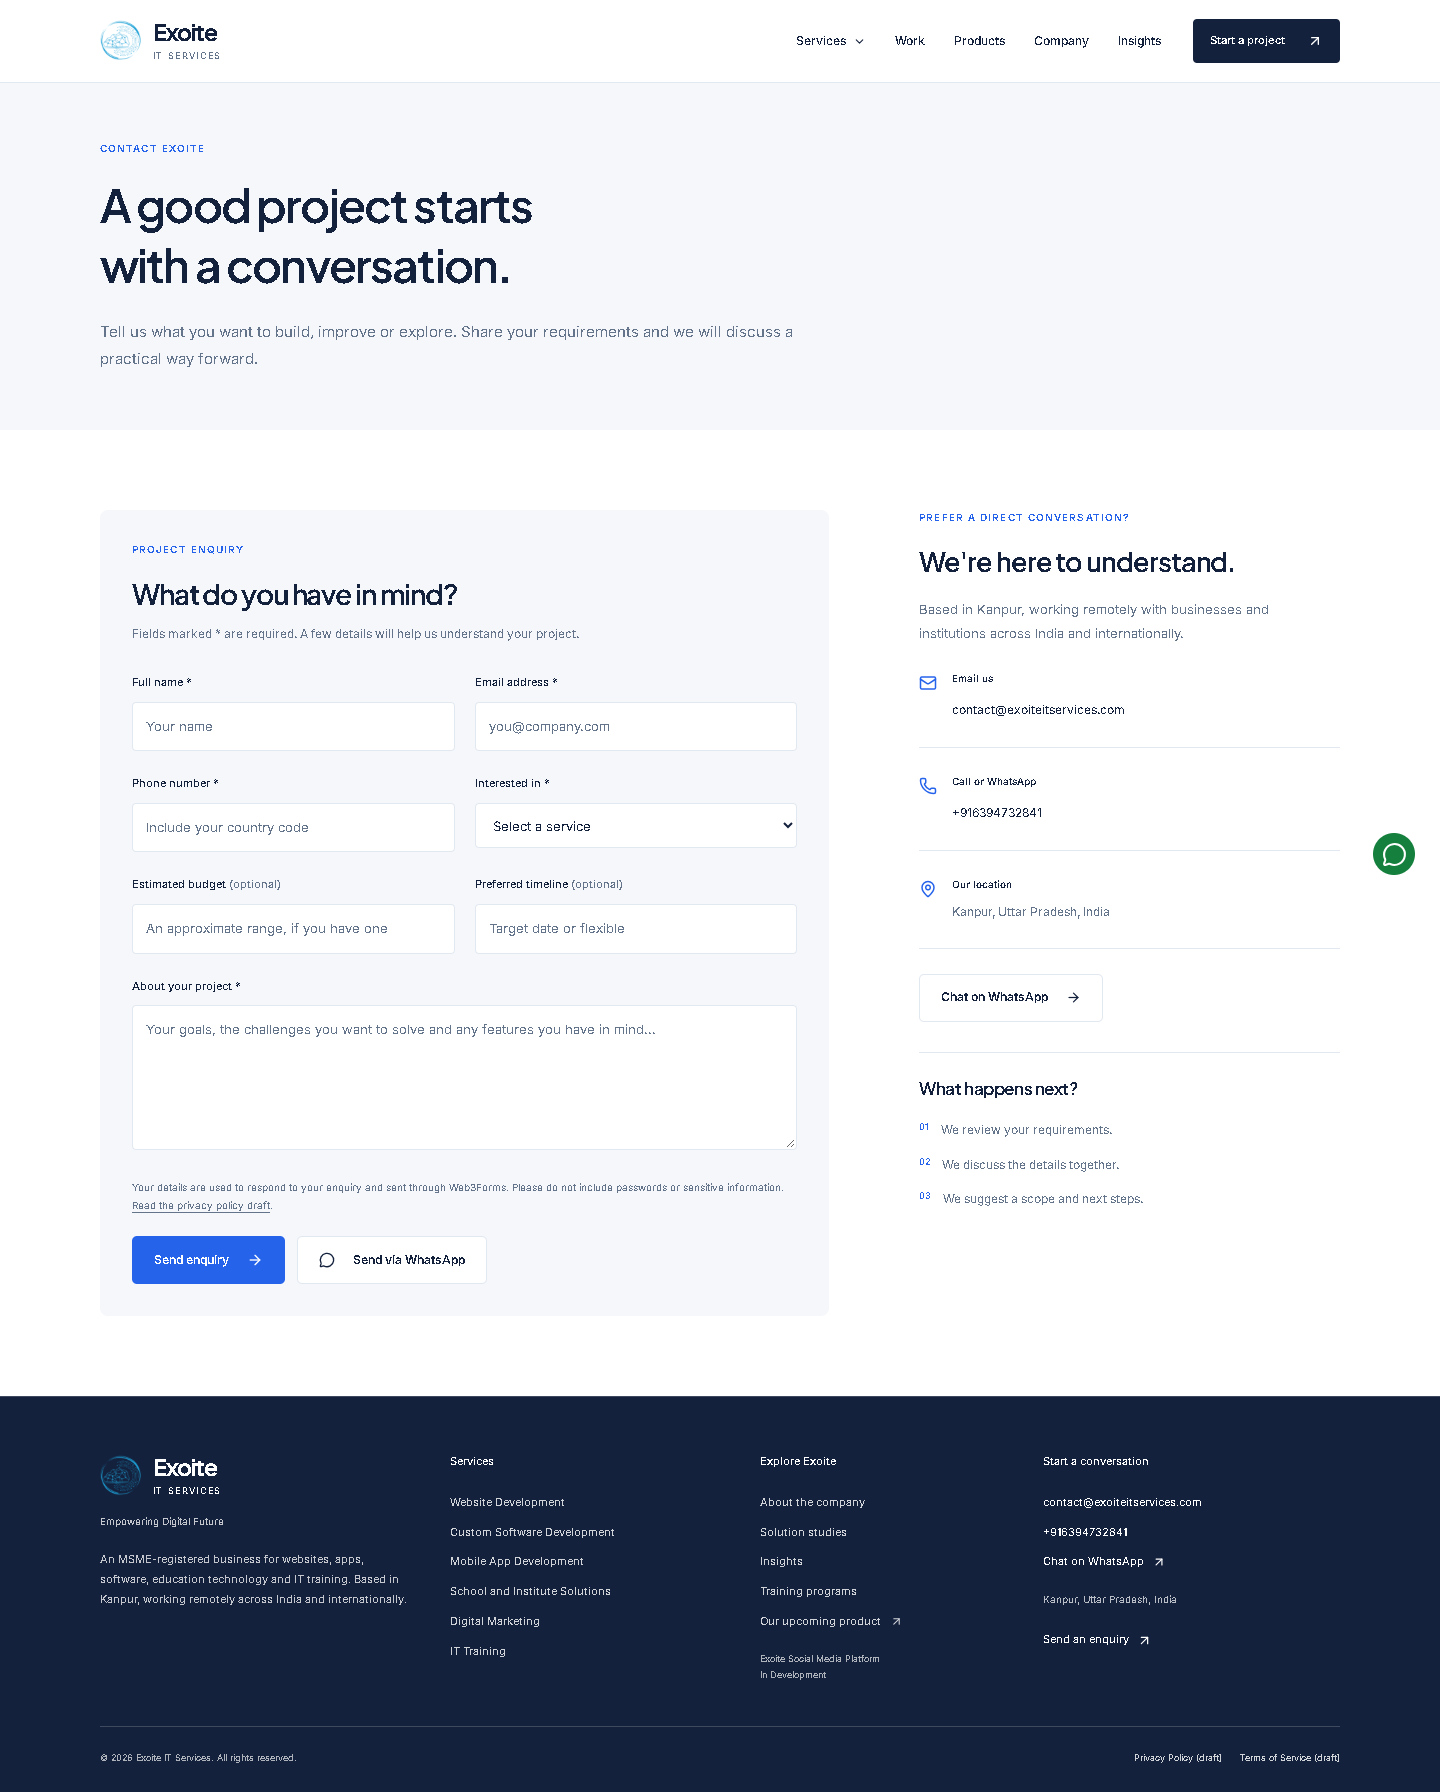 Exoite
IT SERVICES
Services
Work
Products
Company
Insights
Start a project
CONTACT EXOITE
A good project starts
with a conversation.
Tell us what you want to build, improve or explore. Share your requirements and we will discuss a
practical way forward.
PROJECT ENQUIRY
What do you have in mind?
Fields marked * are required. A few details will help us understand your project.
Full name *
Email address *
Your name
you@company.com
Phone number *
Interested in *
Include your country code
Select a service
Estimated budget (optional)
Preferred timeline (optional)
An approximate range, if you have one
Target date or flexible
About your project *
Your goals, the challenges you want to solve and any features you have in mind...
Your details are used to respond to your enquiry and sent through Web3Forms. Please do not include passwords or sensitive information.
Read the privacy policy draft.
Send enquiry
Send via WhatsApp
PREFER A DIRECT CONVERSATION?
We're here to understand.
Based in Kanpur, working remotely with businesses and
institutions across India and internationally.
Email us
contact@exoiteitservices.com
Call or WhatsApp
+916394732841
Our location
Kanpur, Uttar Pradesh, India
Chat on WhatsApp
What happens next?
01 We review your requirements.
02 We discuss the details together.
03 We suggest a scope and next steps.
Exoite
IT SERVICES
Empowering Digital Future
An MSME-registered business for websites, apps,
software, education technology and IT training. Based in
Kanpur, working remotely across India and internationally.
Services
Website Development
Custom Software Development
Mobile App Development
School and Institute Solutions
Digital Marketing
IT Training
Explore Exoite
About the company
Solution studies
Insights
Training programs
Our upcoming product
Exoite Social Media Platform
In Development
Start a conversation
contact@exoiteitservices.com
+916394732841
Chat on WhatsApp
Kanpur, Uttar Pradesh, India
Send an enquiry
© 2026 Exoite IT Services. All rights reserved.
Privacy Policy (draft)
Terms of Service (draft)